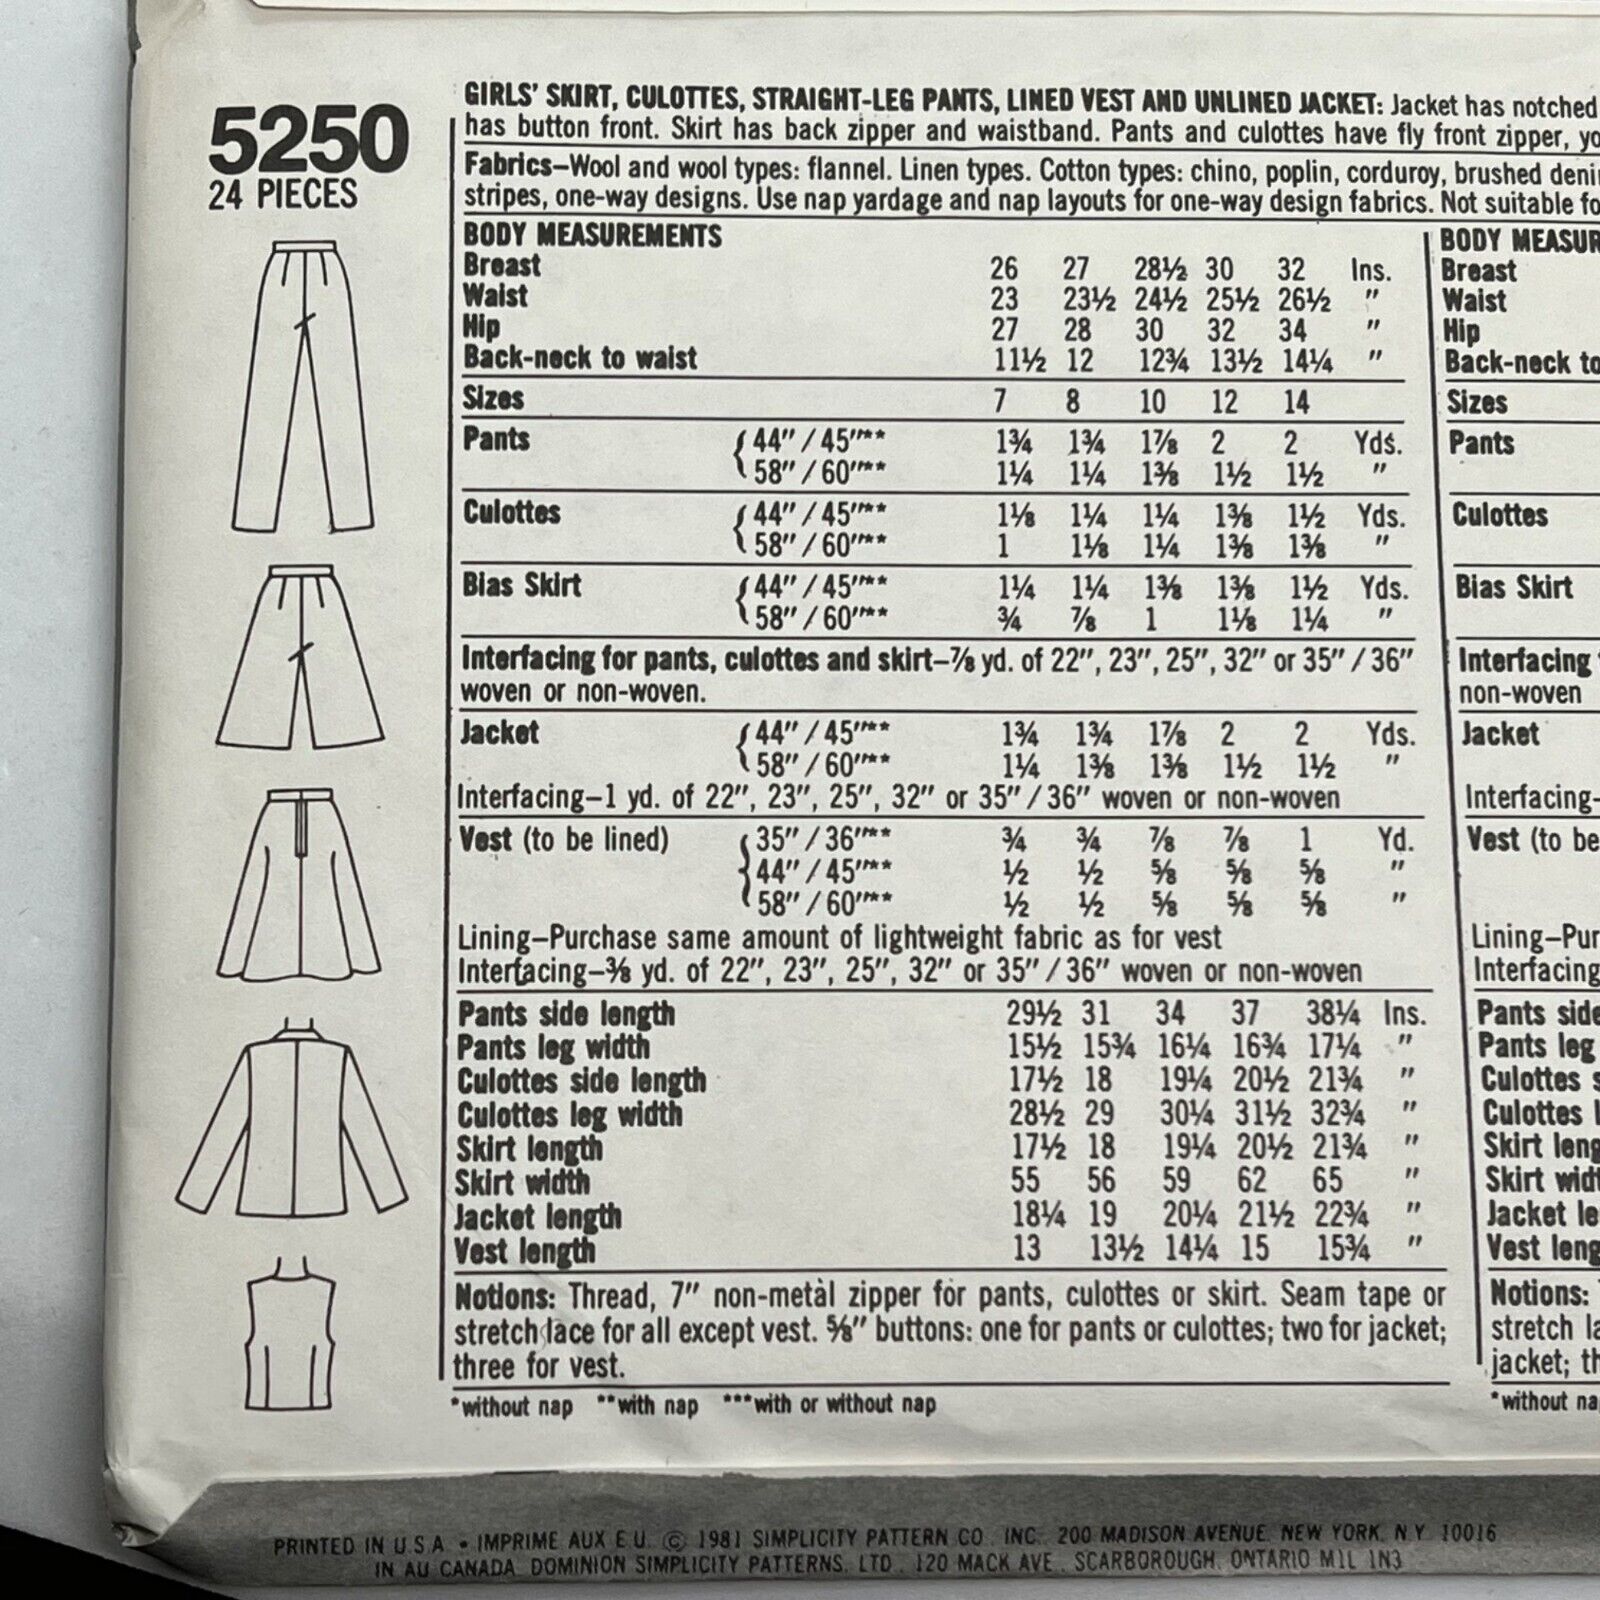 5250
24 PIECES
GIRLS' SKIRT, CULOTTES, STRAIGHT-LEG PANTS, LINED VEST AND UNLINED JACKET: Jacket has notched
has button front. Skirt has back zipper and waistband. Pants and culottes have fly front zipper,
Fabrics–Wool and wool types: flannel. Linen types. Cotton types: chino, poplin, corduroy, brushed
stripes, one-way designs. Use nap yardage and nap layouts for one-way design fabrics. Not suitable
BODY MEASUREMENTS
Breast 26 27 28½ 30 32 Ins.
Waist 23 23½ 24½ 25½ 26½ "
Hip 27 28 30 32 34 "
Back-neck to waist 11½ 12 12¾ 13½ 14¼ "
Sizes 7 8 10 12 14
Pants 44"/45"*** 1¾ 1¾ 1⅞ 2 2 Yds.
58"/60"*** 1¼ 1¼ 1⅜ 1½ 1½ "
Culottes 44"/45"*** 1⅛ 1¼ 1¼ 1⅜ 1½ Yds.
58"/60"*** 1 1⅛ 1¼ 1⅜ 1⅜ "
Bias Skirt 44"/45"*** 1¼ 1¼ 1⅜ 1⅜ 1½ Yds.
58"/60"*** ¾ ⅞ 1 1⅛ 1¼ "
Interfacing for pants, culottes and skirt–⅞ yd. of 22", 23", 25", 32" or 35"/36"
woven or non-woven.
Jacket 44"/45"*** 1¾ 1¾ 1⅞ 2 2 Yds.
58"/60"*** 1¼ 1⅜ 1⅜ 1½ 1½ "
Interfacing–1 yd. of 22", 23", 25", 32" or 35"/36" woven or non-woven
Vest (to be lined) 35"/36"*** ¾ ¾ ⅞ ⅞ 1 Yd.
44"/45"*** ½ ½ ⅝ ⅝ ⅝ "
58"/60"*** ½ ½ ⅝ ⅝ ⅝ "
Lining–Purchase same amount of lightweight fabric as for vest
Interfacing–⅜ yd. of 22", 23", 25", 32" or 35"/36" woven or non-woven
Pants side length 29½ 31 34 37 38¼ Ins.
Pants leg width 15½ 15¾ 16¼ 16¾ 17¼ "
Culottes side length 17½ 18 19¼ 20½ 21¾ "
Culottes leg width 28½ 29 30¼ 31½ 32¾ "
Skirt length 17½ 18 19¼ 20½ 21¾ "
Skirt width 55 56 59 62 65 "
Jacket length 18¼ 19 20¼ 21½ 22¾ "
Vest length 13 13½ 14¼ 15 15¾ "
Notions: Thread, 7" non-metal zipper for pants, culottes or skirt. Seam tape or
stretch lace for all except vest. ⅝" buttons: one for pants or culottes; two for jacket;
three for vest.
*without nap **with nap ***with or without nap
BODY
Breast
Waist
Hip
Back-neck to
Sizes
Pants
Culottes
Bias Skirt
Interfacing
non-woven
Jacket
Interfacing-
Vest (to be
Lining–
Interfacing
Pants side
Pants leg
Culottes
Culottes
Skirt
Skirt
Jacket
Vest
Notions:
stretch
jacket;
*without
PRINTED IN U.S.A. • IMPRIME AUX E.U. © 1981 SIMPLICITY PATTERN CO. INC. 200 MADISON AVENUE, NEW YORK, N.Y. 10016
IN AU CANADA DOMINION SIMPLICITY PATTERNS, LTD., 120 MACK AVE., SCARBOROUGH, ONTARIO M1L 1N3